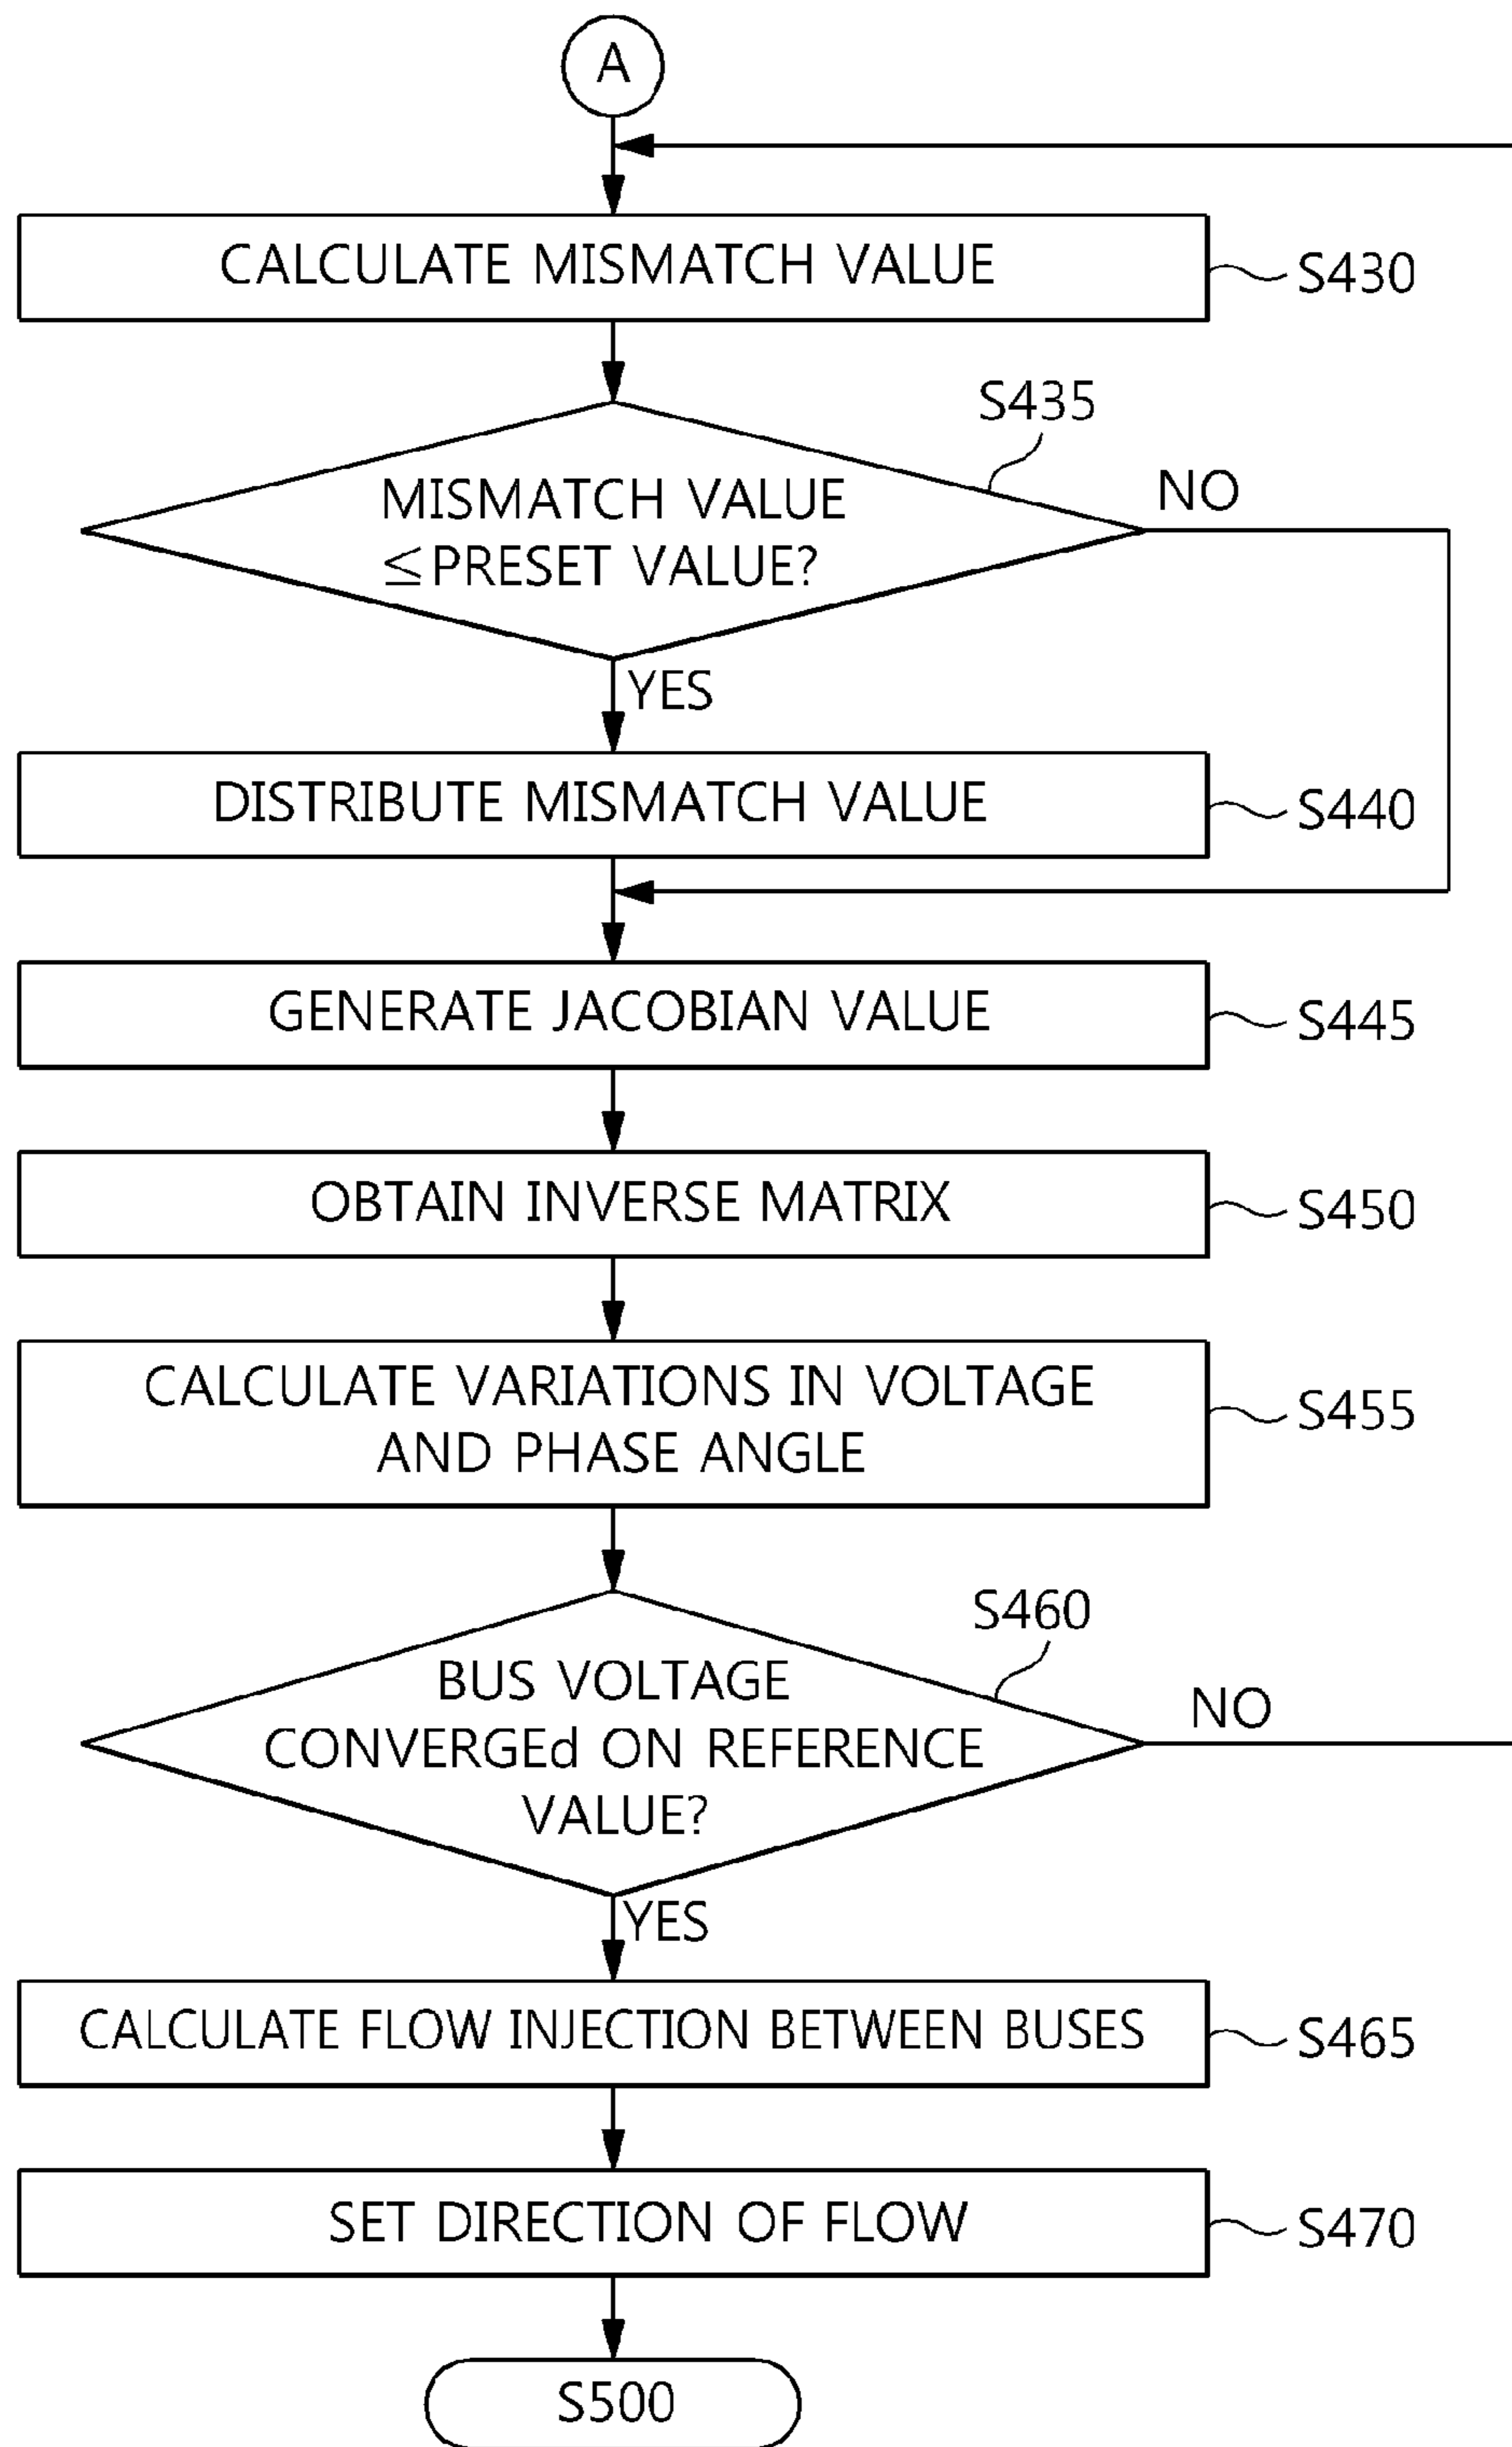 A
CALCULATE MISMATCH VALUE
S430
S435
MISMATCH VALUE
≤PRESET VALUE?
NO
YES
DISTRIBUTE MISMATCH VALUE
S440
GENERATE JACOBIAN VALUE
S445
OBTAIN INVERSE MATRIX
S450
CALCULATE VARIATIONS IN VOLTAGE
AND PHASE ANGLE
S455
S460
BUS VOLTAGE
CONVERGEd ON REFERENCE
VALUE?
NO
YES
CALCULATE FLOW INJECTION BETWEEN BUSES
S465
SET DIRECTION OF FLOW
S470
S500